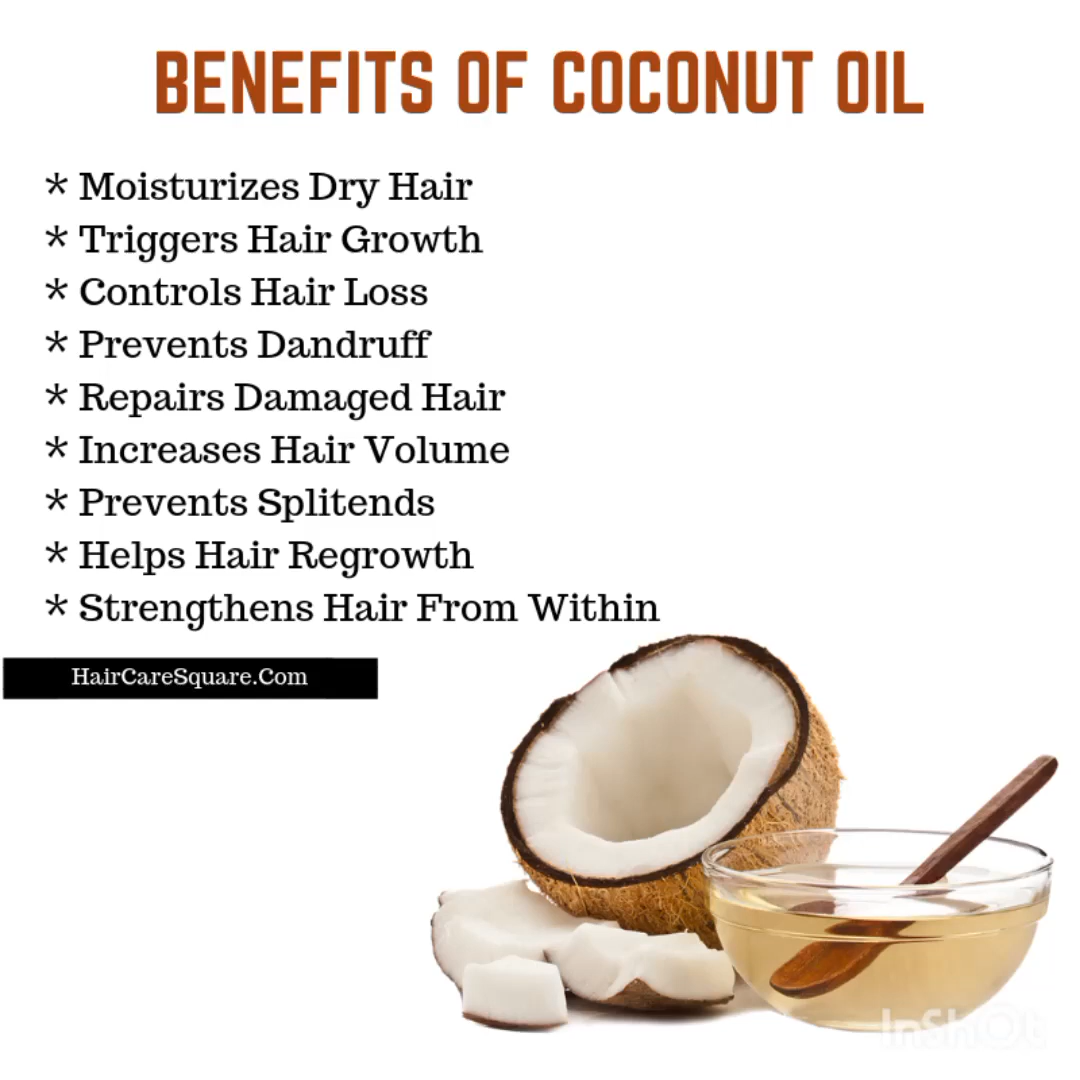 BENEFITS OF COCONUT OIL
* Moisturizes Dry Hair
* Triggers Hair Growth
* Controls Hair Loss
* Prevents Dandruff
* Repairs Damaged Hair
* Increases Hair Volume
* Prevents Splitends
* Helps Hair Regrowth
* Strengthens Hair From Within
HairCareSquare.Com
InShOt